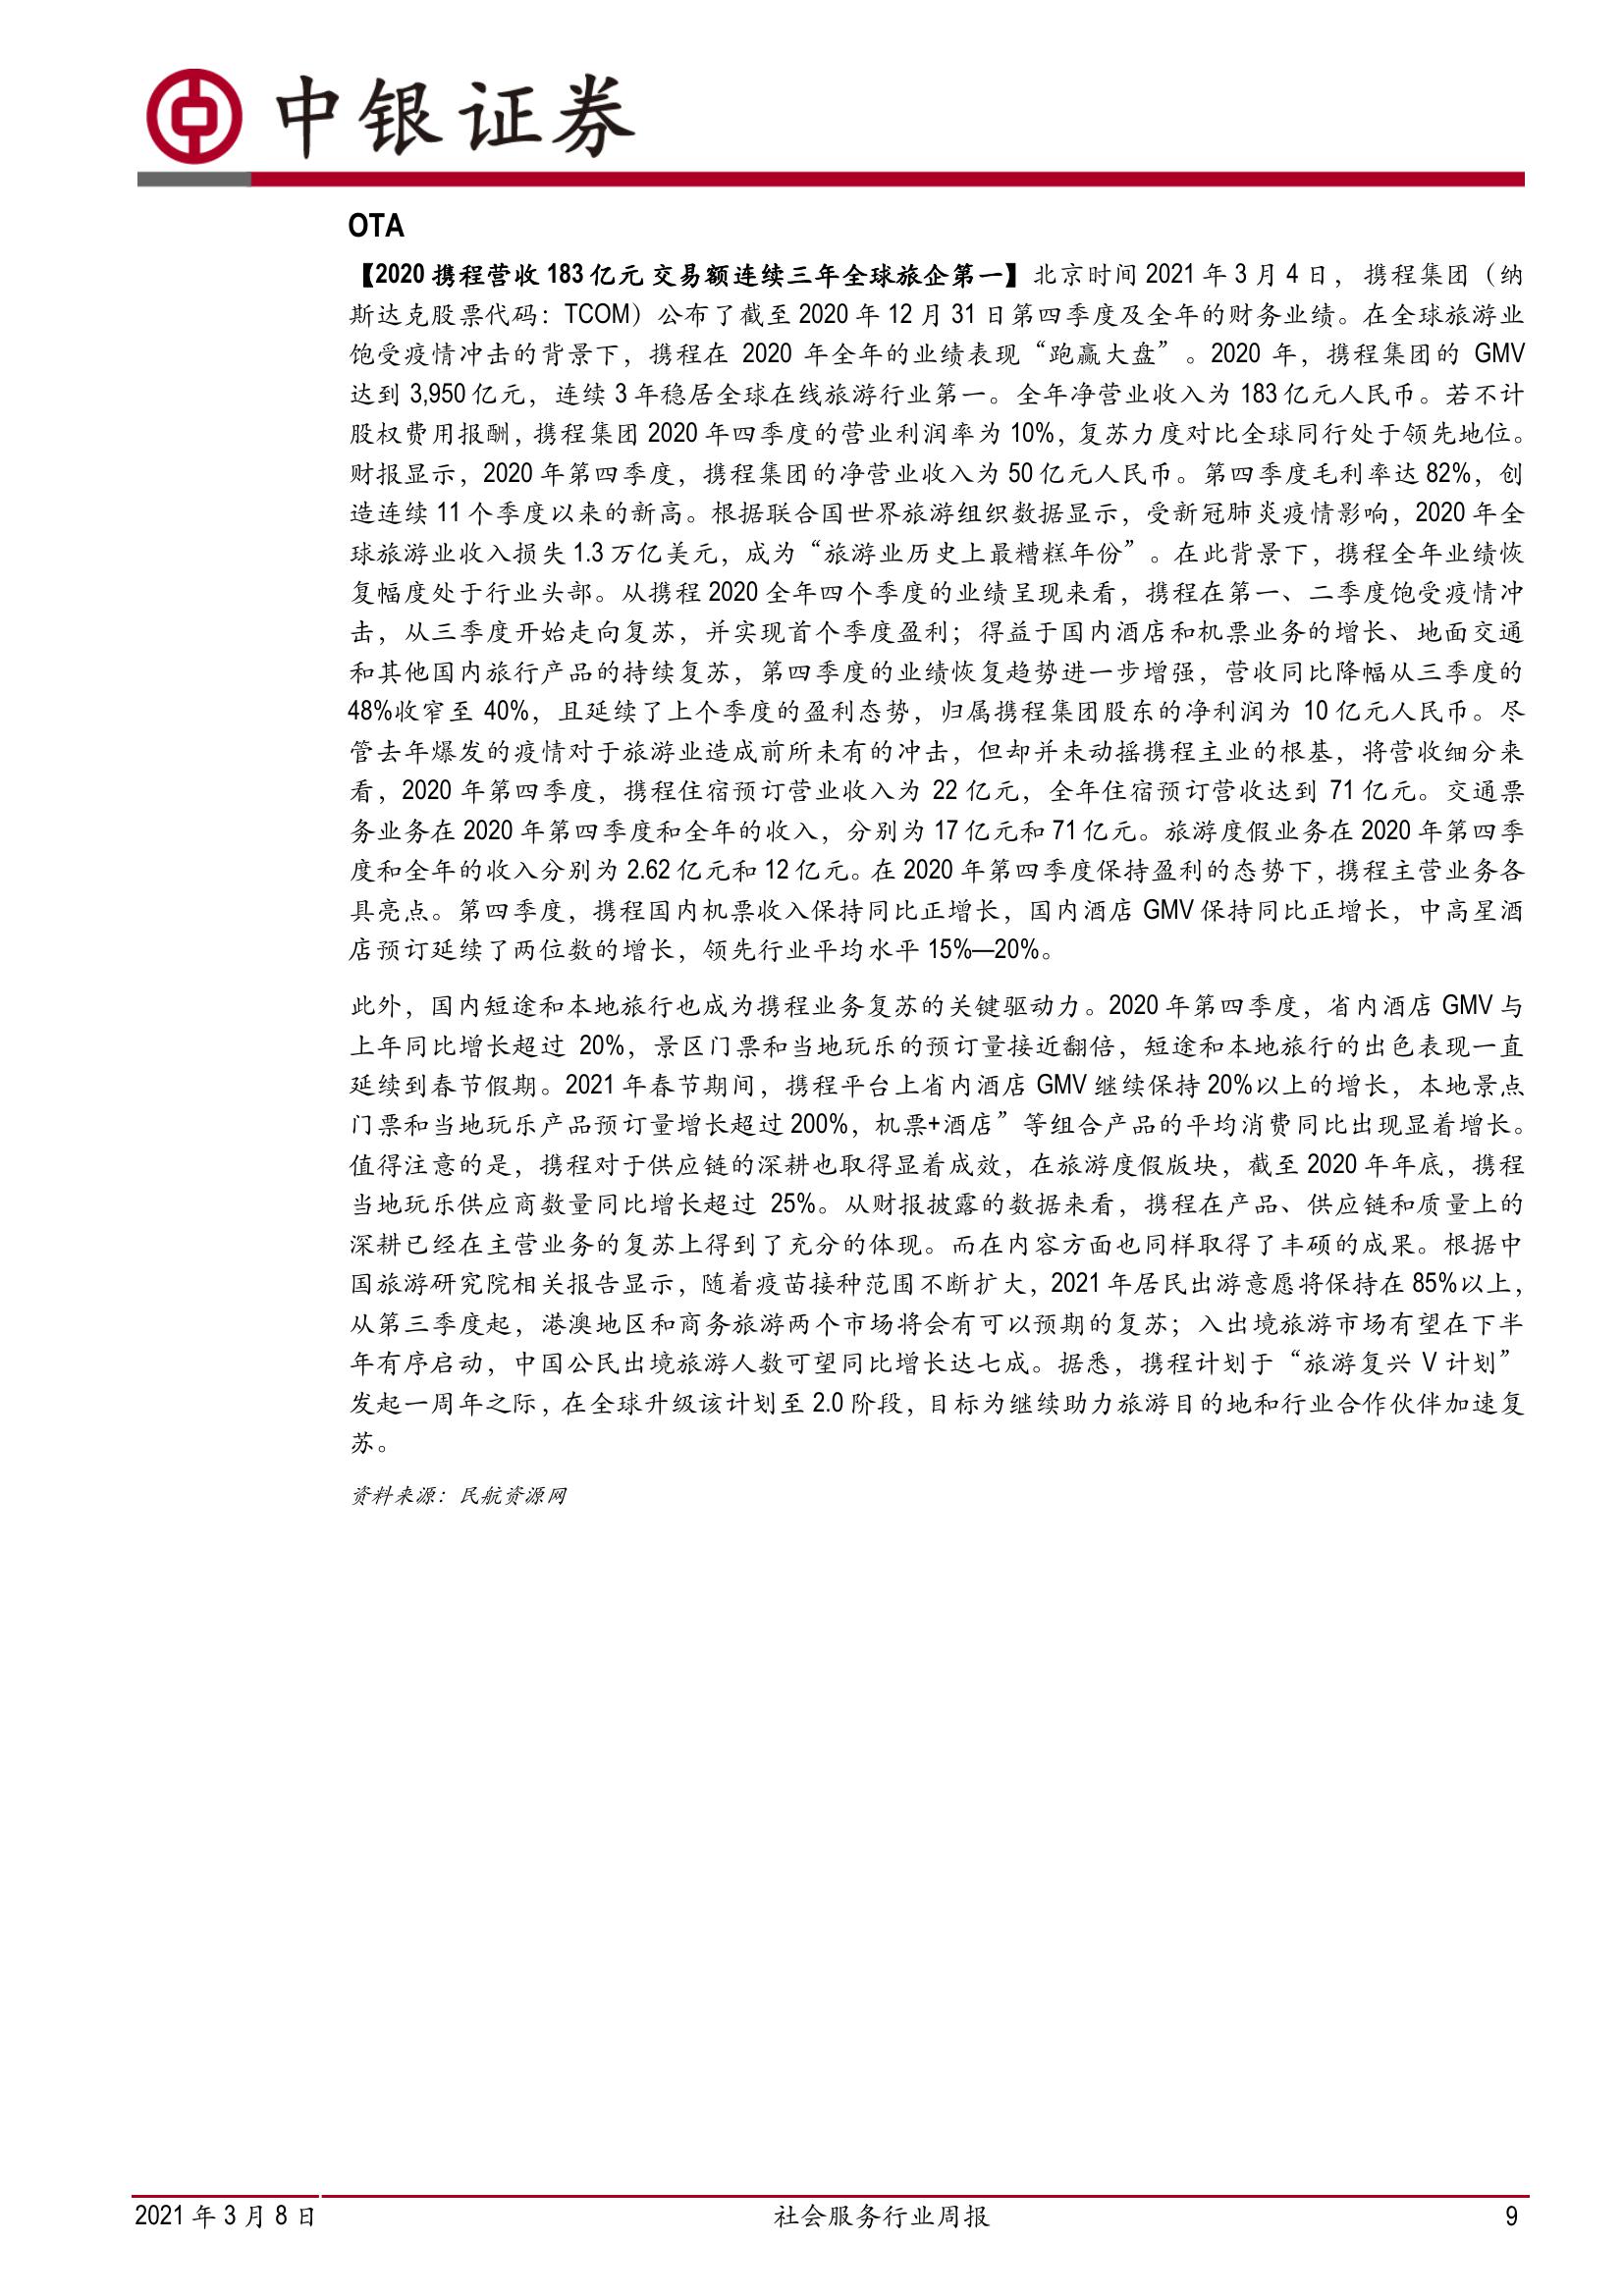 中银证券
OTA
【2020 携程营收 183 亿元 交易额连续三年全球旅企第一】北京时间 2021 年 3 月 4 日，携程集团（纳
斯达克股票代码：TCOM）公布了截至 2020 年 12 月 31 日第四季度及全年的财务业绩。在全球旅游业
饱受疫情冲击的背景下，携程在 2020 年全年的业绩表现“跑赢大盘”。2020 年，携程集团的 GMV
达到 3,950 亿元，连续 3 年稳居全球在线旅游行业第一。全年净营业收入为 183 亿元人民币。若不计
股权费用报酬，携程集团 2020 年四季度的营业利润率为 10%，复苏力度对比全球同行处于领先地位。
财报显示，2020 年第四季度，携程集团的净营业收入为 50 亿元人民币。第四季度毛利率达 82%，创
造连续 11 个季度以来的新高。根据联合国世界旅游组织数据显示，受新冠肺炎疫情影响，2020 年全
球旅游业收入损失 1.3 万亿美元，成为“旅游业历史上最糟糕年份”。在此背景下，携程全年业绩恢
复幅度处于行业头部。从携程 2020 全年四个季度的业绩呈现来看，携程在第一、二季度饱受疫情冲
击，从三季度开始走向复苏，并实现首个季度盈利；得益于国内酒店和机票业务的增长、地面交通
和其他国内旅行产品的持续复苏，第四季度的业绩恢复趋势进一步增强，营收同比降幅从三季度的
48%收窄至 40%，且延续了上个季度的盈利态势，归属携程集团股东的净利润为 10 亿元人民币。尽
管去年爆发的疫情对于旅游业造成前所未有的冲击，但却并未动摇携程主业的根基，将营收细分来
看，2020 年第四季度，携程住宿预订营业收入为 22 亿元，全年住宿预订营收达到 71 亿元。交通票
务业务在 2020 年第四季度和全年的收入，分别为 17 亿元和 71 亿元。旅游度假业务在 2020 年第四季
度和全年的收入分别为 2.62 亿元和 12 亿元。在 2020 年第四季度保持盈利的态势下，携程主营业务各
具亮点。第四季度，携程国内机票收入保持同比正增长，国内酒店 GMV 保持同比正增长，中高星酒
店预订延续了两位数的增长，领先行业平均水平 15%—20%。
此外，国内短途和本地旅行也成为携程业务复苏的关键驱动力。2020 年第四季度，省内酒店 GMV 与
上年同比增长超过 20%，景区门票和当地玩乐的预订量接近翻倍，短途和本地旅行的出色表现一直
延续到春节假期。2021 年春节期间，携程平台上省内酒店 GMV 继续保持 20%以上的增长，本地景点
门票和当地玩乐产品预订量增长超过 200%，机票+酒店”等组合产品的平均消费同比出现显着增长。
值得注意的是，携程对于供应链的深耕也取得显着成效，在旅游度假版块，截至 2020 年年底，携程
当地玩乐供应商数量同比增长超过 25%。从财报披露的数据来看，携程在产品、供应链和质量上的
深耕已经在主营业务的复苏上得到了充分的体现。而在内容方面也同样取得了丰硕的成果。根据中
国旅游研究院相关报告显示，随着疫苗接种范围不断扩大，2021 年居民出游意愿将保持在 85%以上，
从第三季度起，港澳地区和商务旅游两个市场将会有可以预期的复苏；入出境旅游市场有望在下半
年有序启动，中国公民出境旅游人数可望同比增长达七成。据悉，携程计划于“旅游复兴 V 计划”
发起一周年之际，在全球升级该计划至 2.0 阶段，目标为继续助力旅游目的地和行业合作伙伴加速复
苏。
资料来源：民航资源网
2021 年 3 月 8 日
社会服务行业周报
9